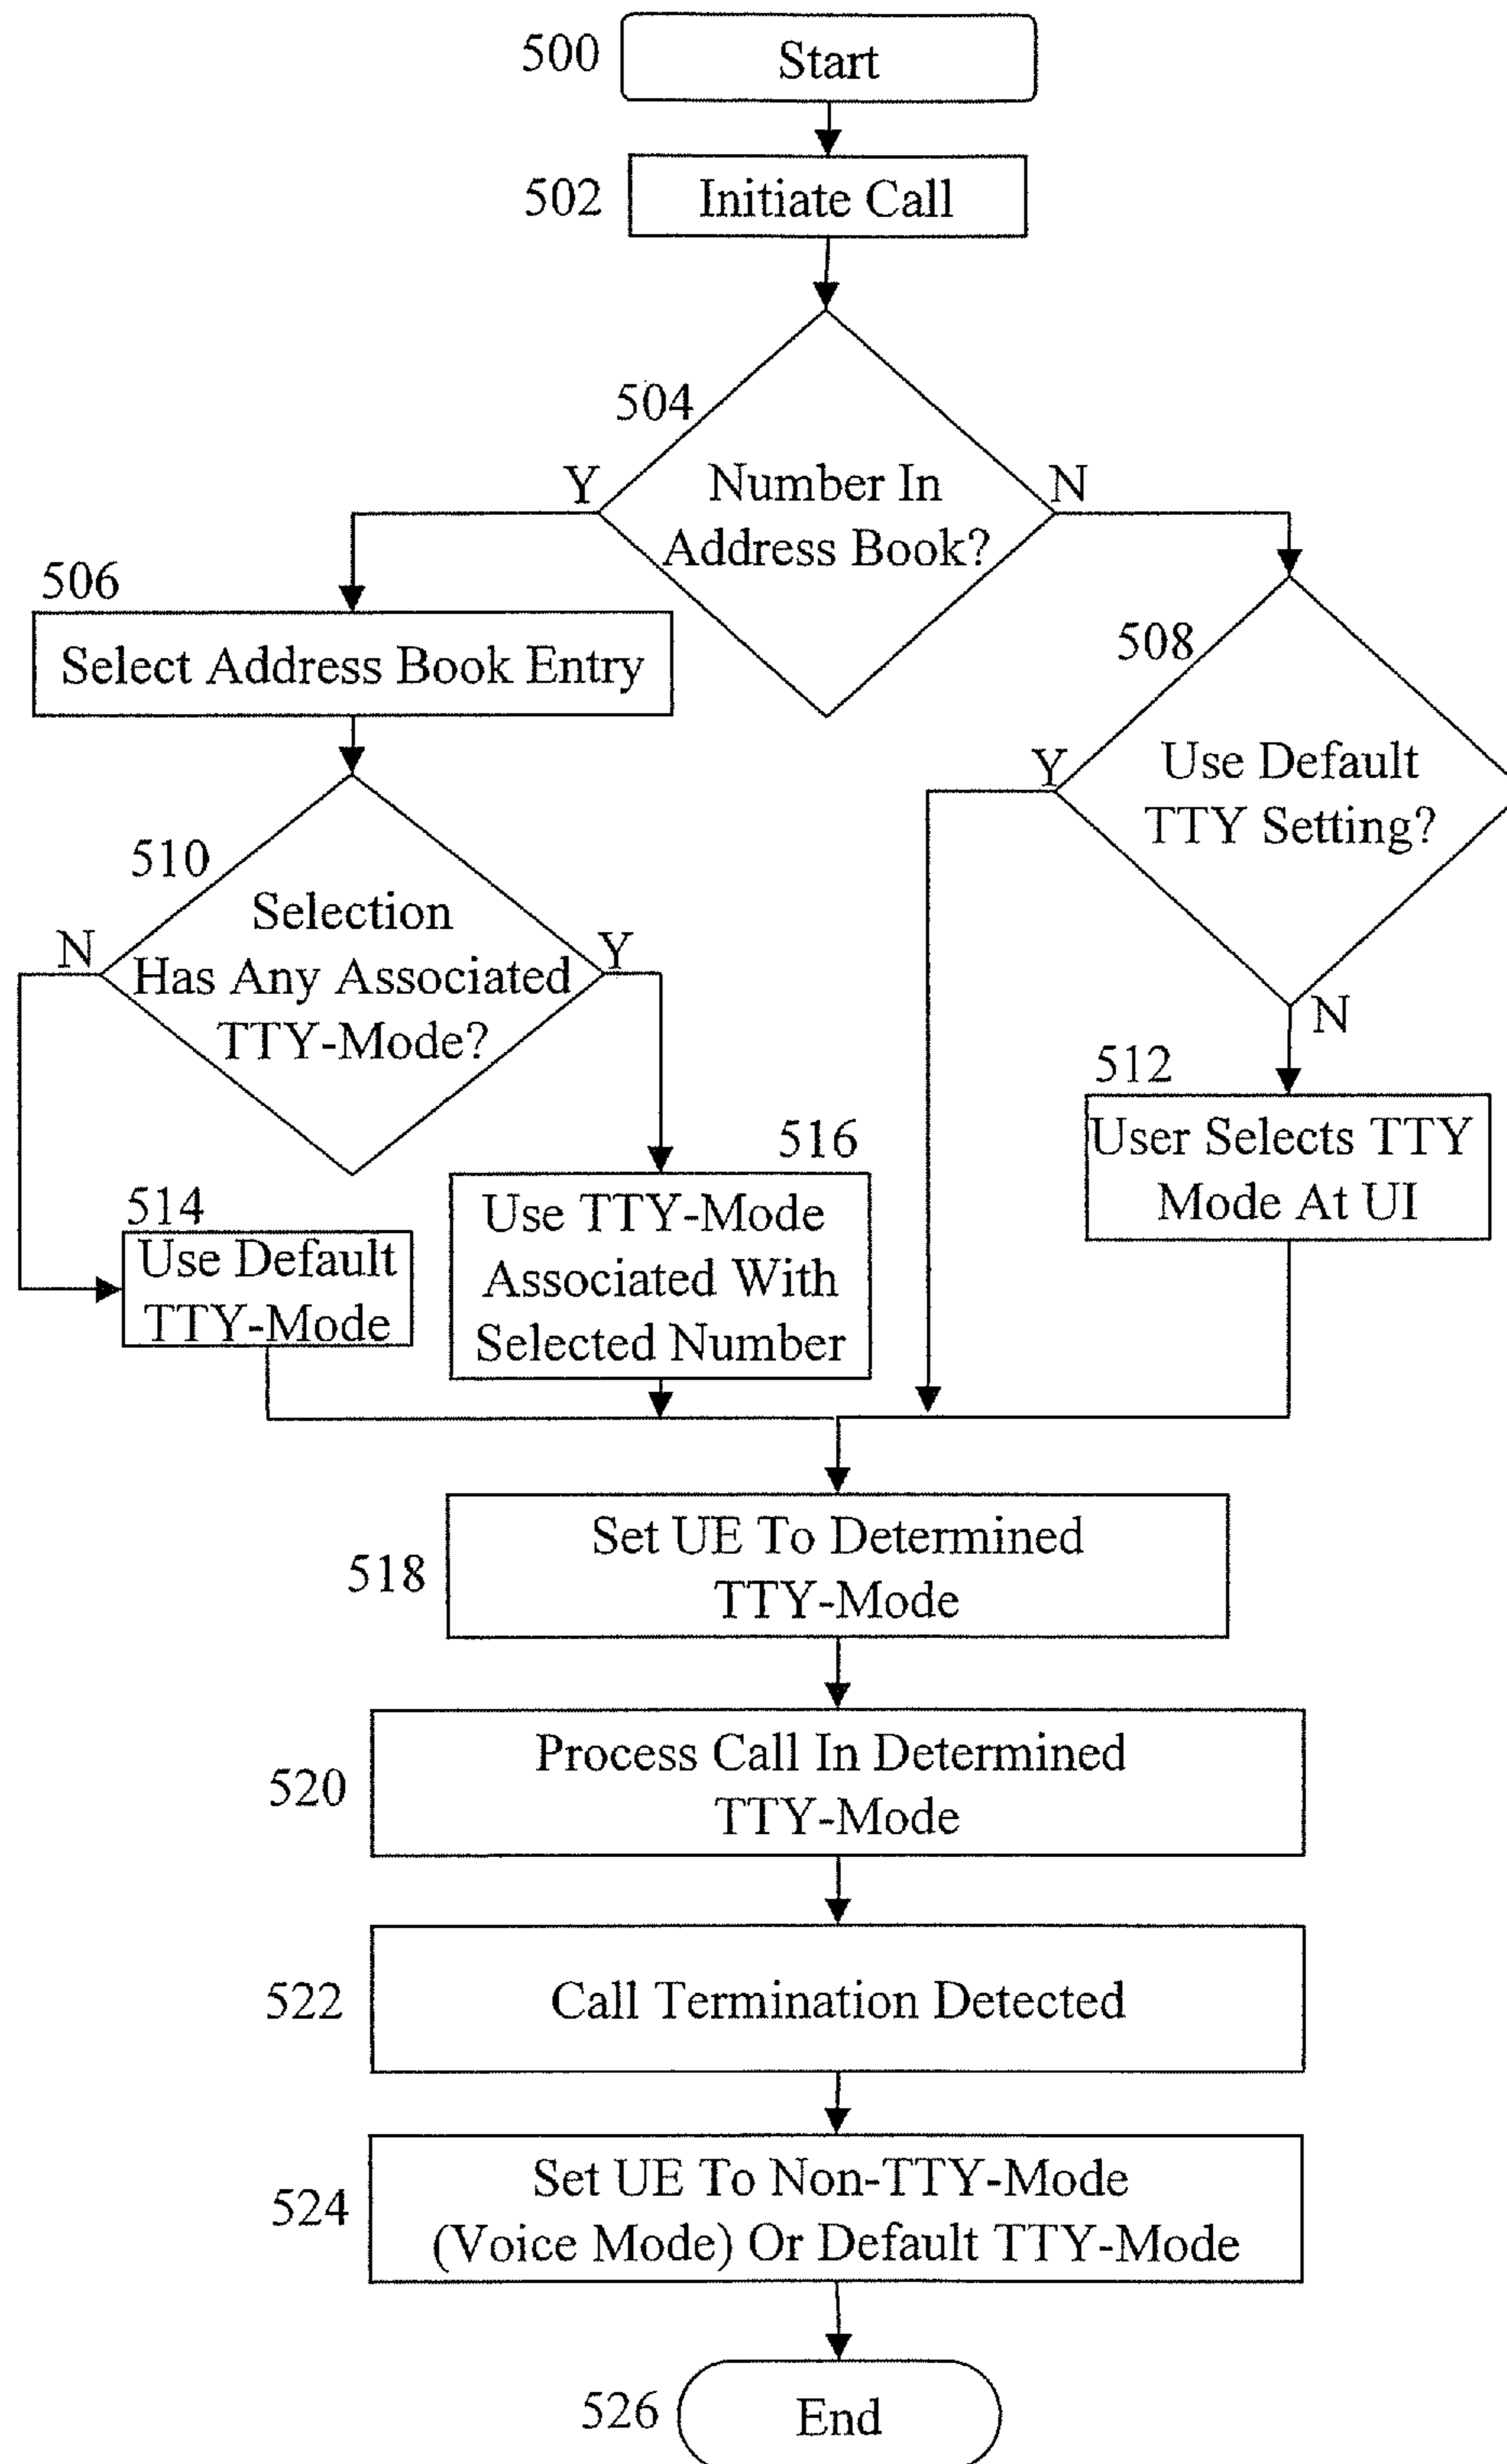 500
Start
502
Initiate Call
504
Y
N
Number In
Address Book?
506
Select Address Book Entry
508
Y
Use Default
TTY Setting?
N
510
N
Y
Selection
Has Any Associated
TTY-Mode?
512
User Selects TTY
Mode At UI
514
Use Default
TTY-Mode
516
Use TTY-Mode
Associated With
Selected Number
518
Set UE To Determined
TTY-Mode
520
Process Call In Determined
TTY-Mode
522
Call Termination Detected
524
Set UE To Non-TTY-Mode
(Voice Mode) Or Default TTY-Mode
526
End